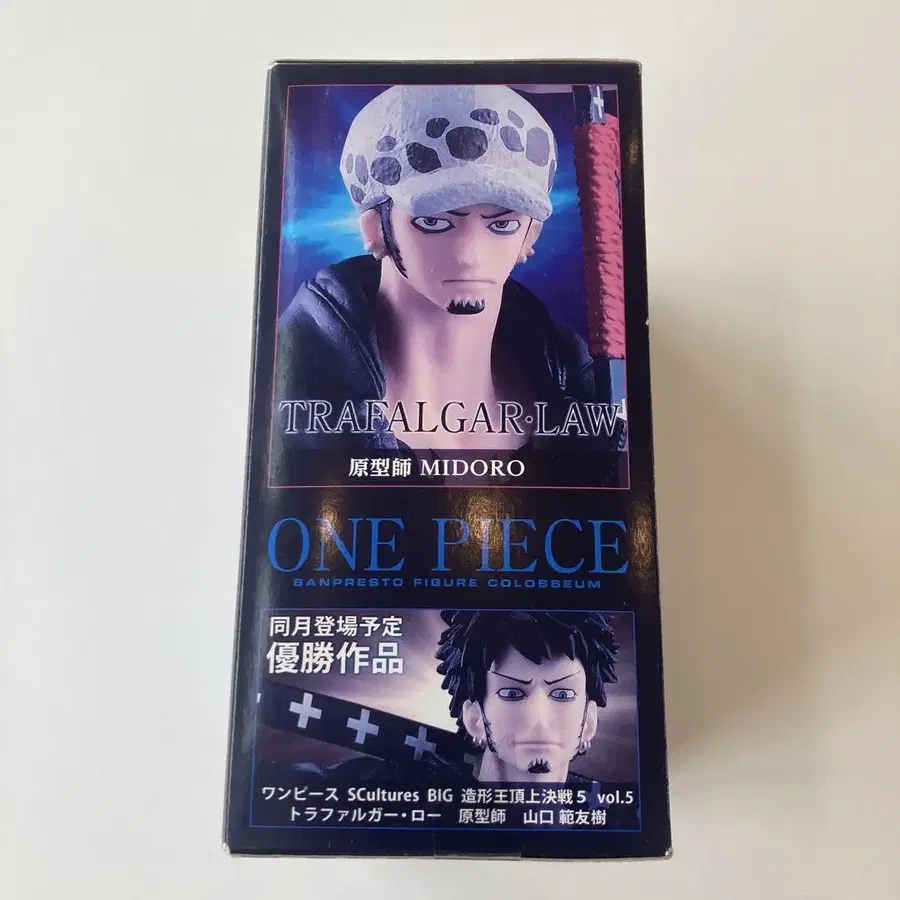 TRAFALGAR・LAW
原型師 MIDORO
ONE PIECE
BANPRESTO FIGURE COLOSSEUM
同月登場予定
優勝作品
ワンピース SCultures BIG 造形王頂上決戦5 vol.5
トラファルガー・ロー 原型師 山口 範友樹